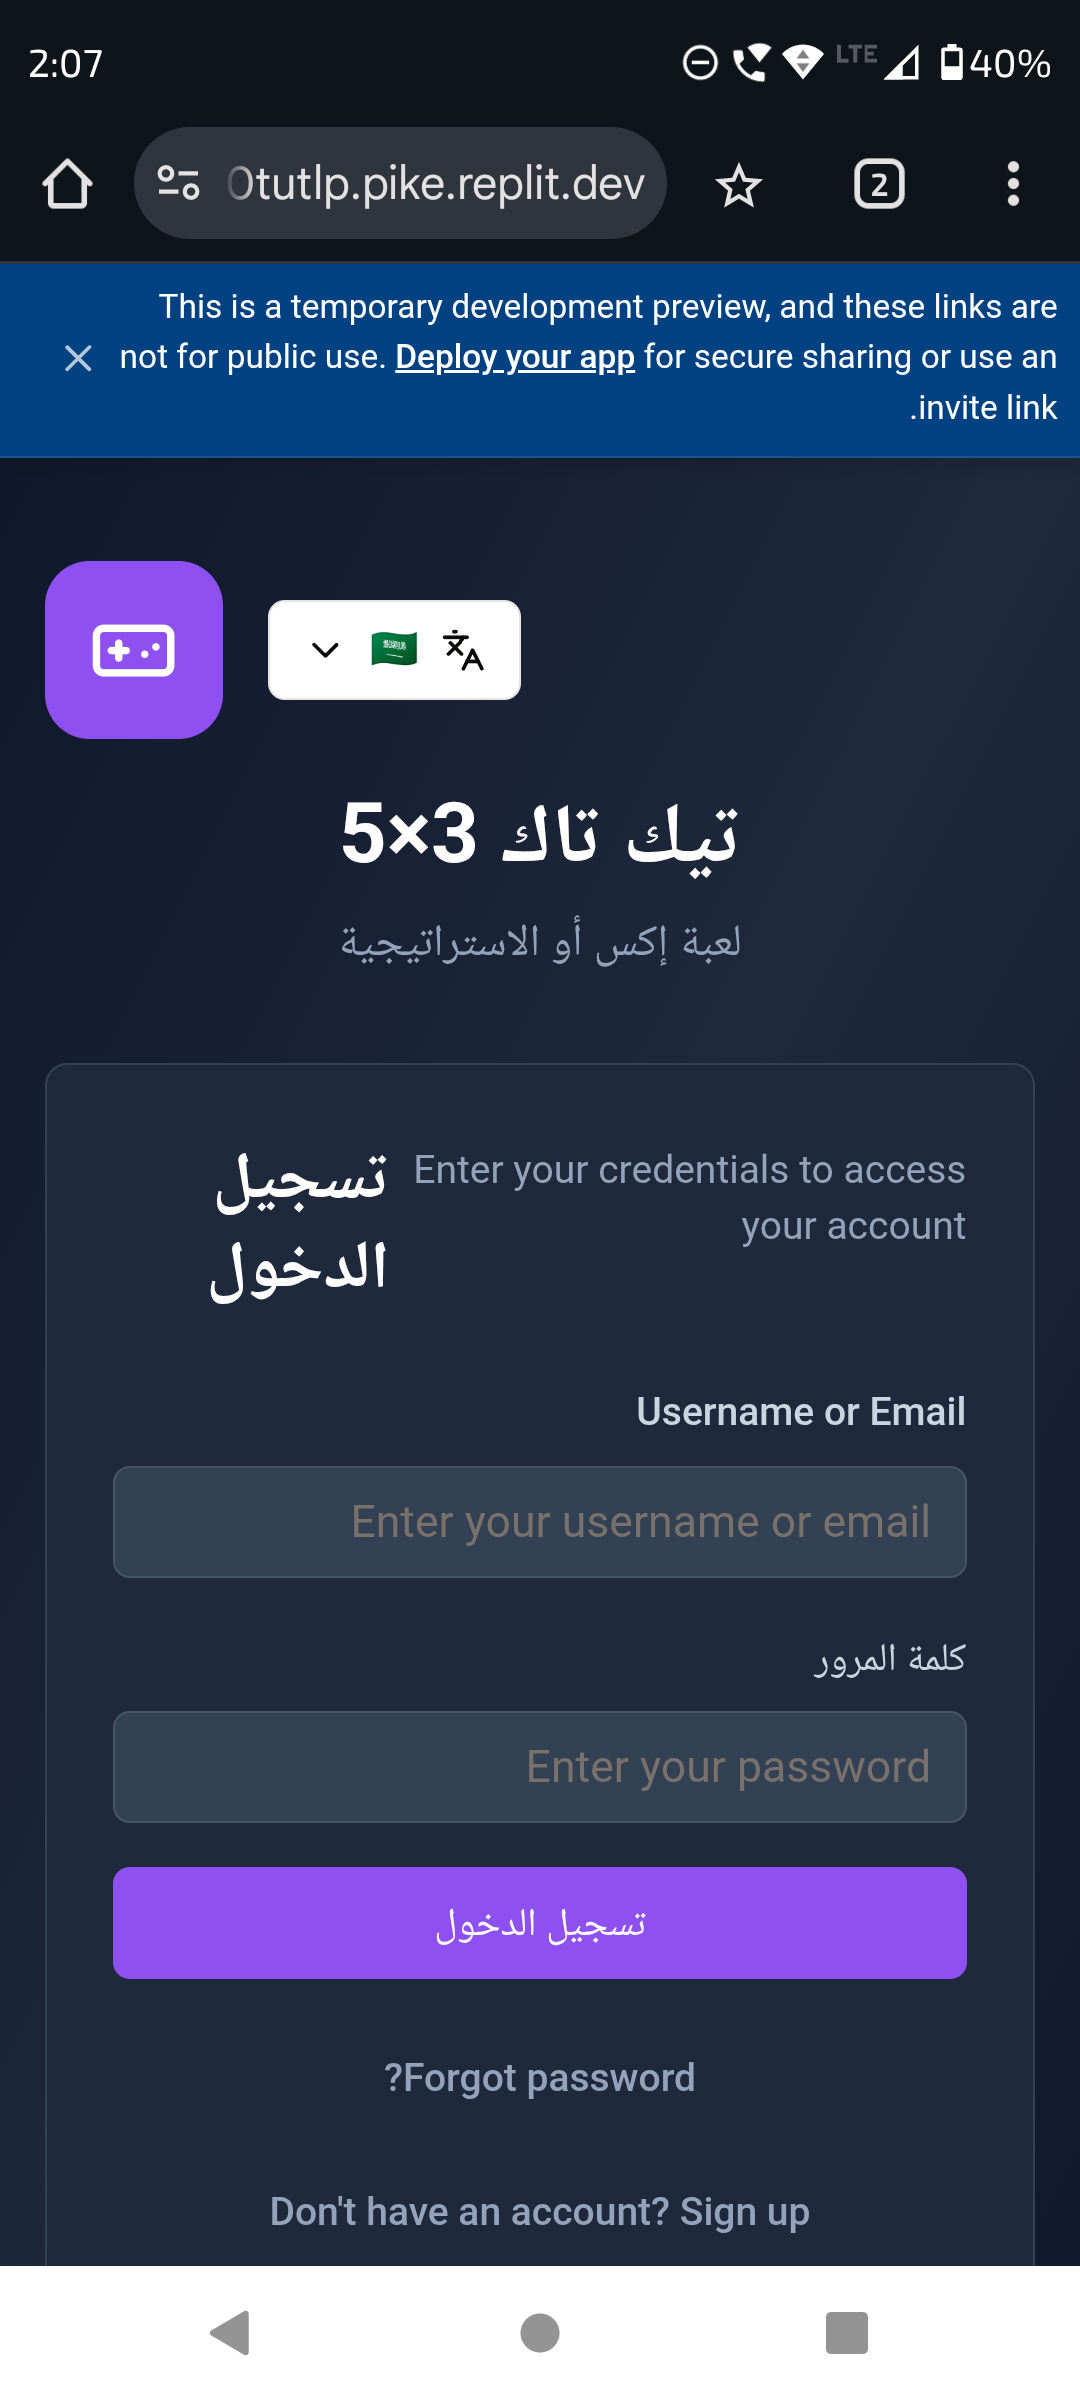 2:07
LTE
40%
0tutlp.pike.replit.dev
2
This is a temporary development preview, and these links are
not for public use. Deploy your app for secure sharing or use an
.invite link
تيك تاك 3×5
لعبة إكس أو الاستراتيجية
Enter your credentials to access
your account
تسجيل
الدخول
Username or Email
Enter your username or email
كلمة المرور
Enter your password
تسجيل الدخول
?Forgot password
Don't have an account? Sign up